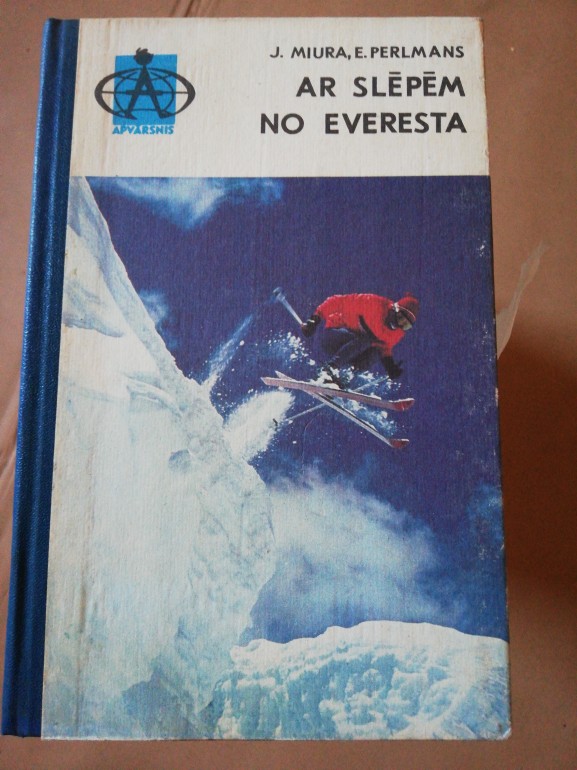 J. MIURA, E. PERLMANS
AR SLĒPĒM
NO EVERESTA
APVĀRSNIS